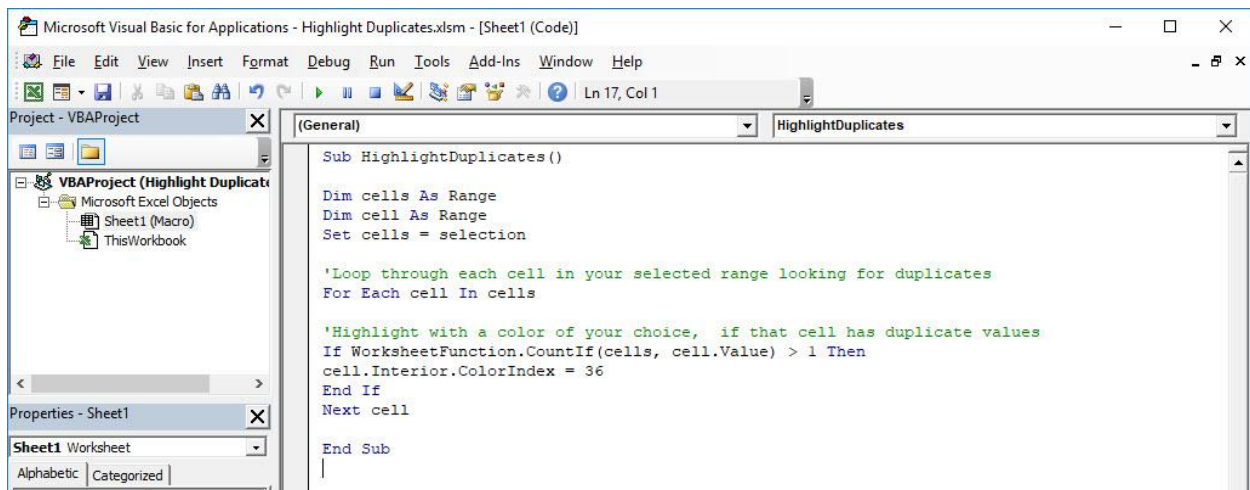 Microsoft Visual Basic for Applications - Highlight Duplicates.xlsm - [Sheet1 (Code)]
File Edit View Insert Format Debug Run Tools Add-Ins Window Help
Ln 17, Col 1
Project - VBAProject
(General) HighlightDuplicates
VBAProject (Highlight Duplicate
Microsoft Excel Objects
Sheet1 (Macro)
ThisWorkbook
Properties - Sheet1
Sheet1 Worksheet
Alphabetic Categorized
Sub HighlightDuplicates()
Dim cells As Range
Dim cell As Range
Set cells = selection
'Loop through each cell in your selected range looking for duplicates
For Each cell In cells
'Highlight with a color of your choice,  if that cell has duplicate values
If WorksheetFunction.CountIf(cells, cell.Value) > 1 Then
cell.Interior.ColorIndex = 36
End If
Next cell
End Sub